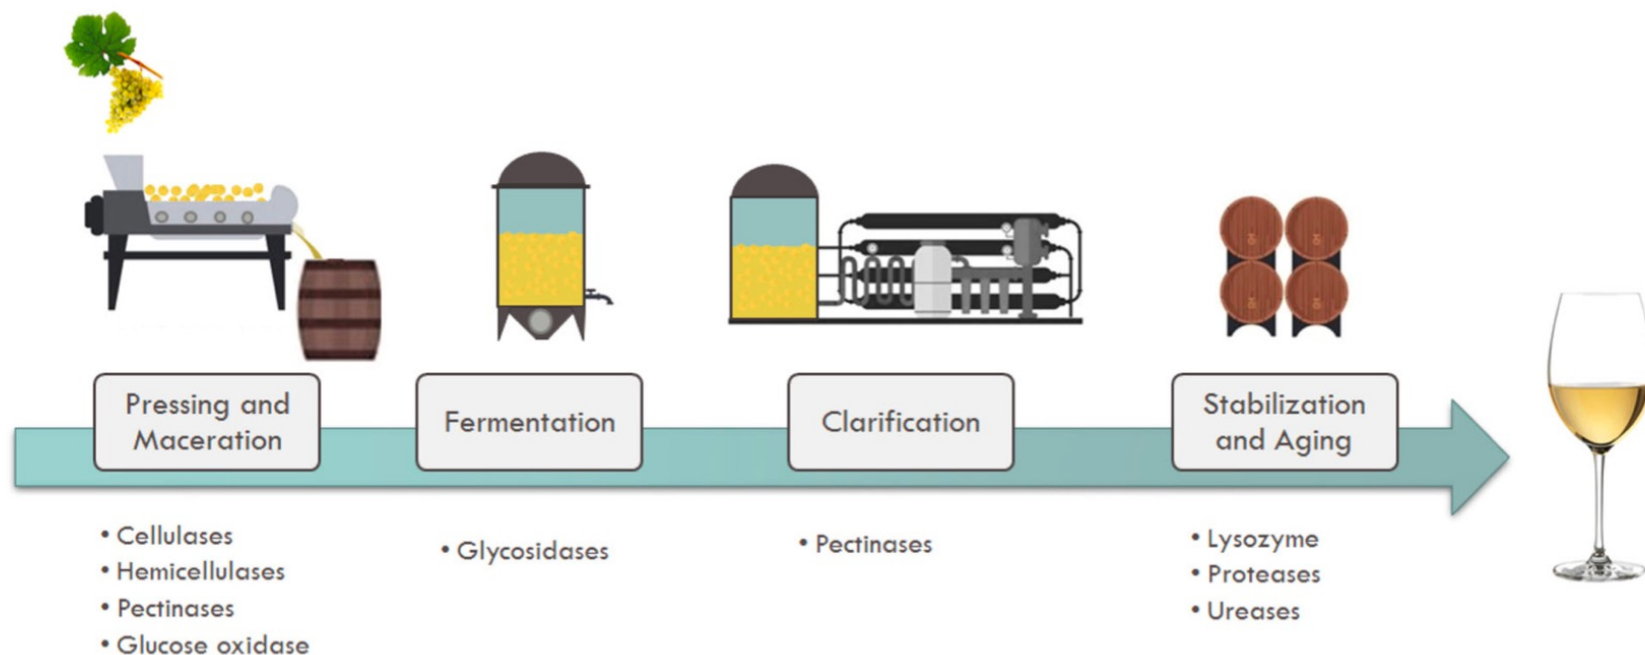 Pressing and
Maceration
Fermentation
Clarification
Stabilization
and Aging
• Cellulases
• Hemicellulases
• Pectinases
• Glucose oxidase
• Glycosidases
• Pectinases
• Lysozyme
• Proteases
• Ureases